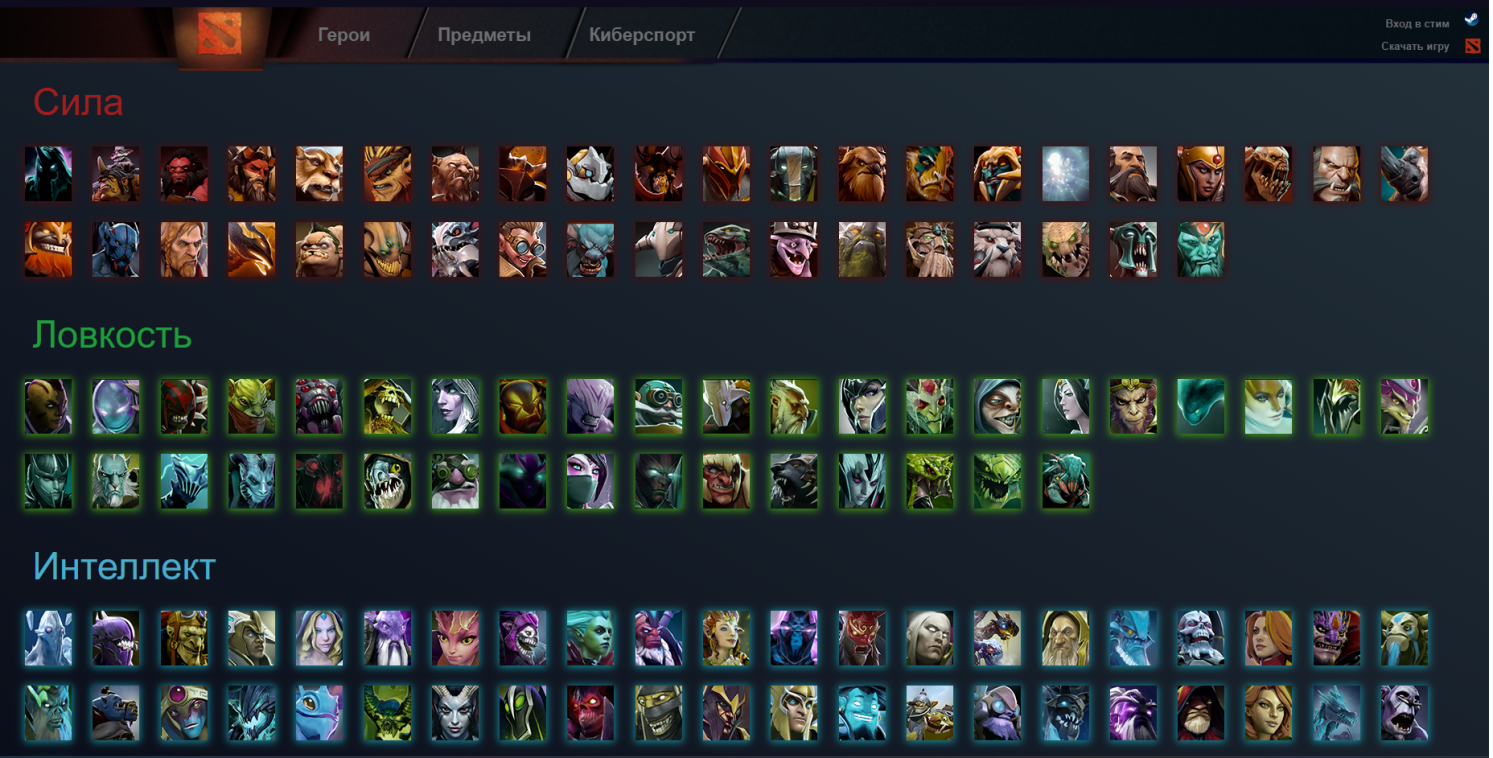 Герои
Предметы
Киберспорт
Вход в стим
Скачать игру
Сила
Ловкость
Интеллект